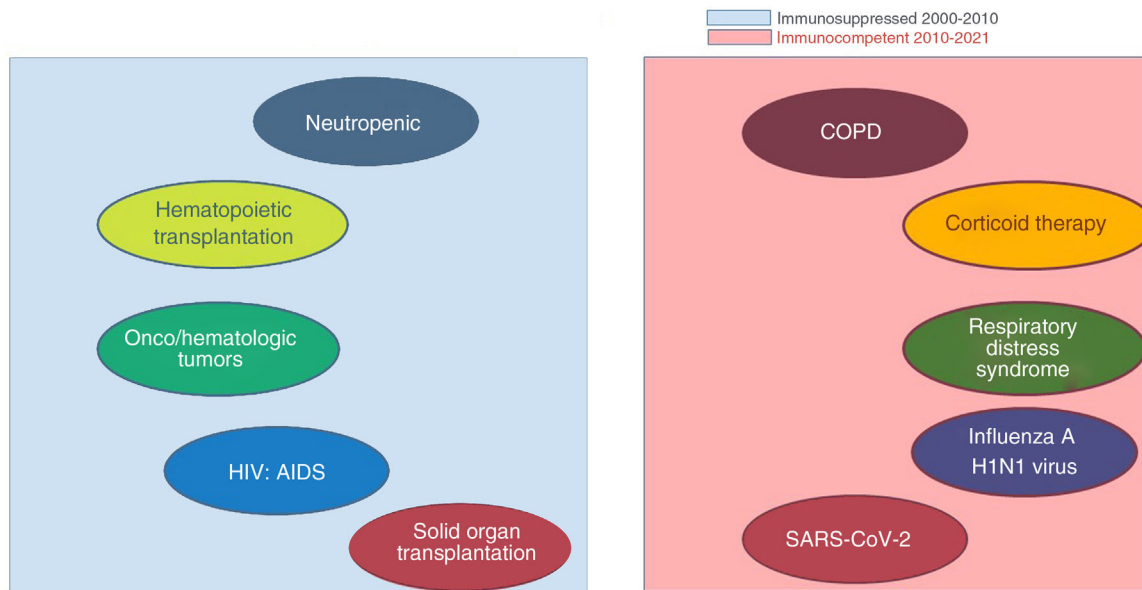 Immunosuppressed 2000-2010
Immunocompetent 2010-2021
Neutropenic
Hematopoietic
transplantation
Onco/hematologic
tumors
HIV: AIDS
Solid organ
transplantation
COPD
Corticoid therapy
Respiratory
distress
syndrome
Influenza A
H1N1 virus
SARS-CoV-2